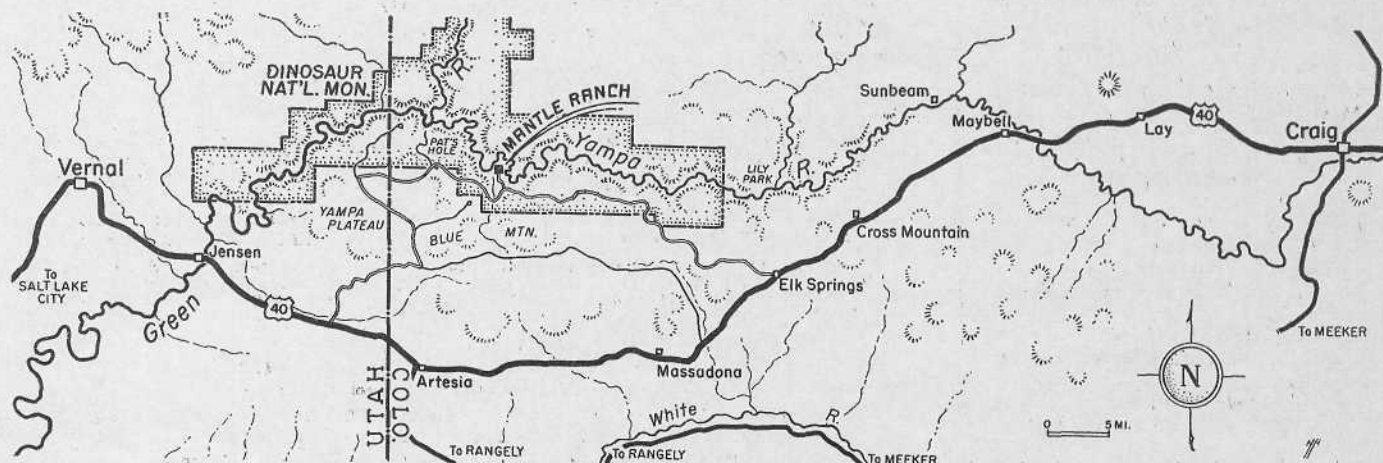 DINOSAUR
NAT'L. MON.
R.
MANTLE RANCH
Sunbeam
Maybell
Lay
40
Craig
Vernal
PAT'S
HOLE
Yampa
LILY
PARK
R.
YAMPA
PLATEAU
BLUE
MTN.
Cross Mountain
Jensen
To
SALT LAKE
CITY
Green
40
Elk Springs
To MEEKER
N
UTAH
COLO.
Artesia
Massadona
White
R.
0 5 MI.
To RANGELY
To RANGELY
To MEEKER